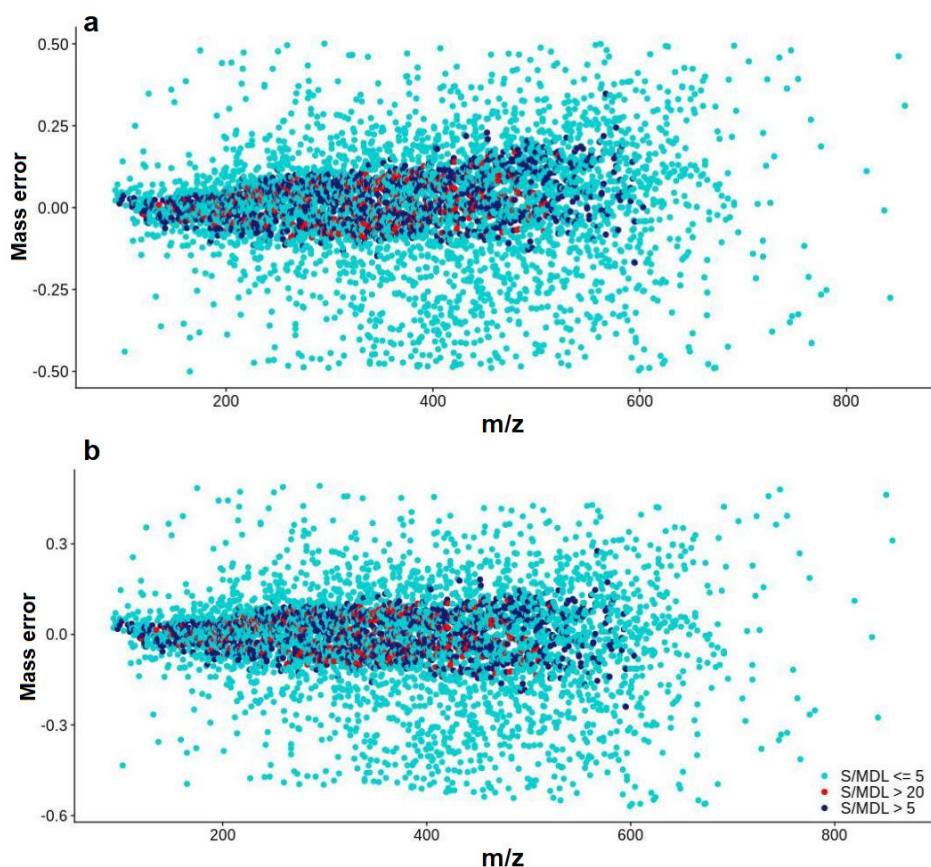 a
0.50
0.25
0.00
-0.25
-0.50
Mass error
200 400 600 800
m/z
b
0.3
0.0
-0.3
-0.6
Mass error
S/MDL <= 5
S/MDL > 20
S/MDL > 5
200 400 600 800
m/z